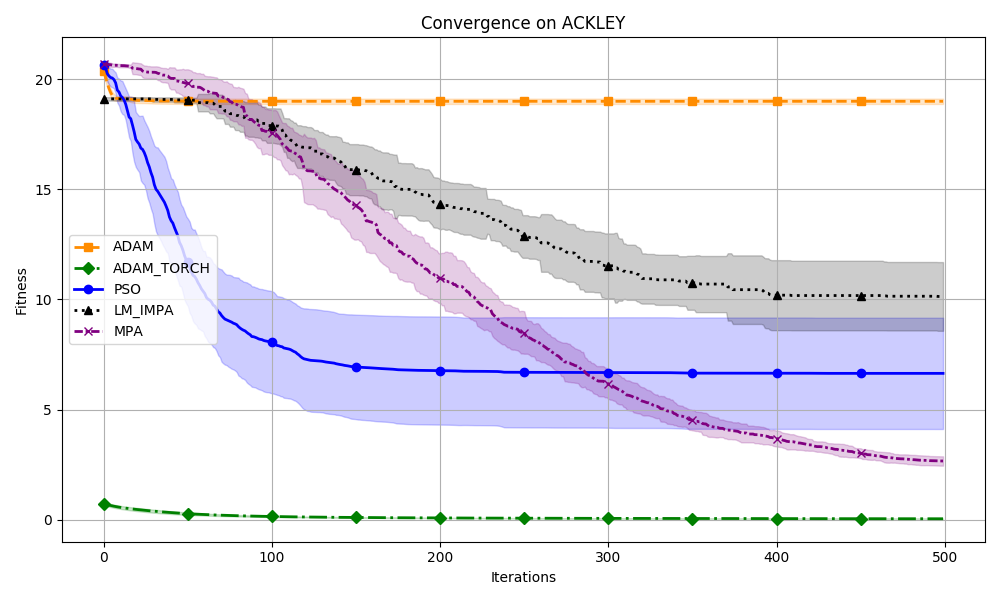 Convergence on ACKLEY
Fitness
20
15
10
5
0
ADAM
ADAM_TORCH
PSO
LM_IMPA
MPA
0 100 200 300 400 500
Iterations